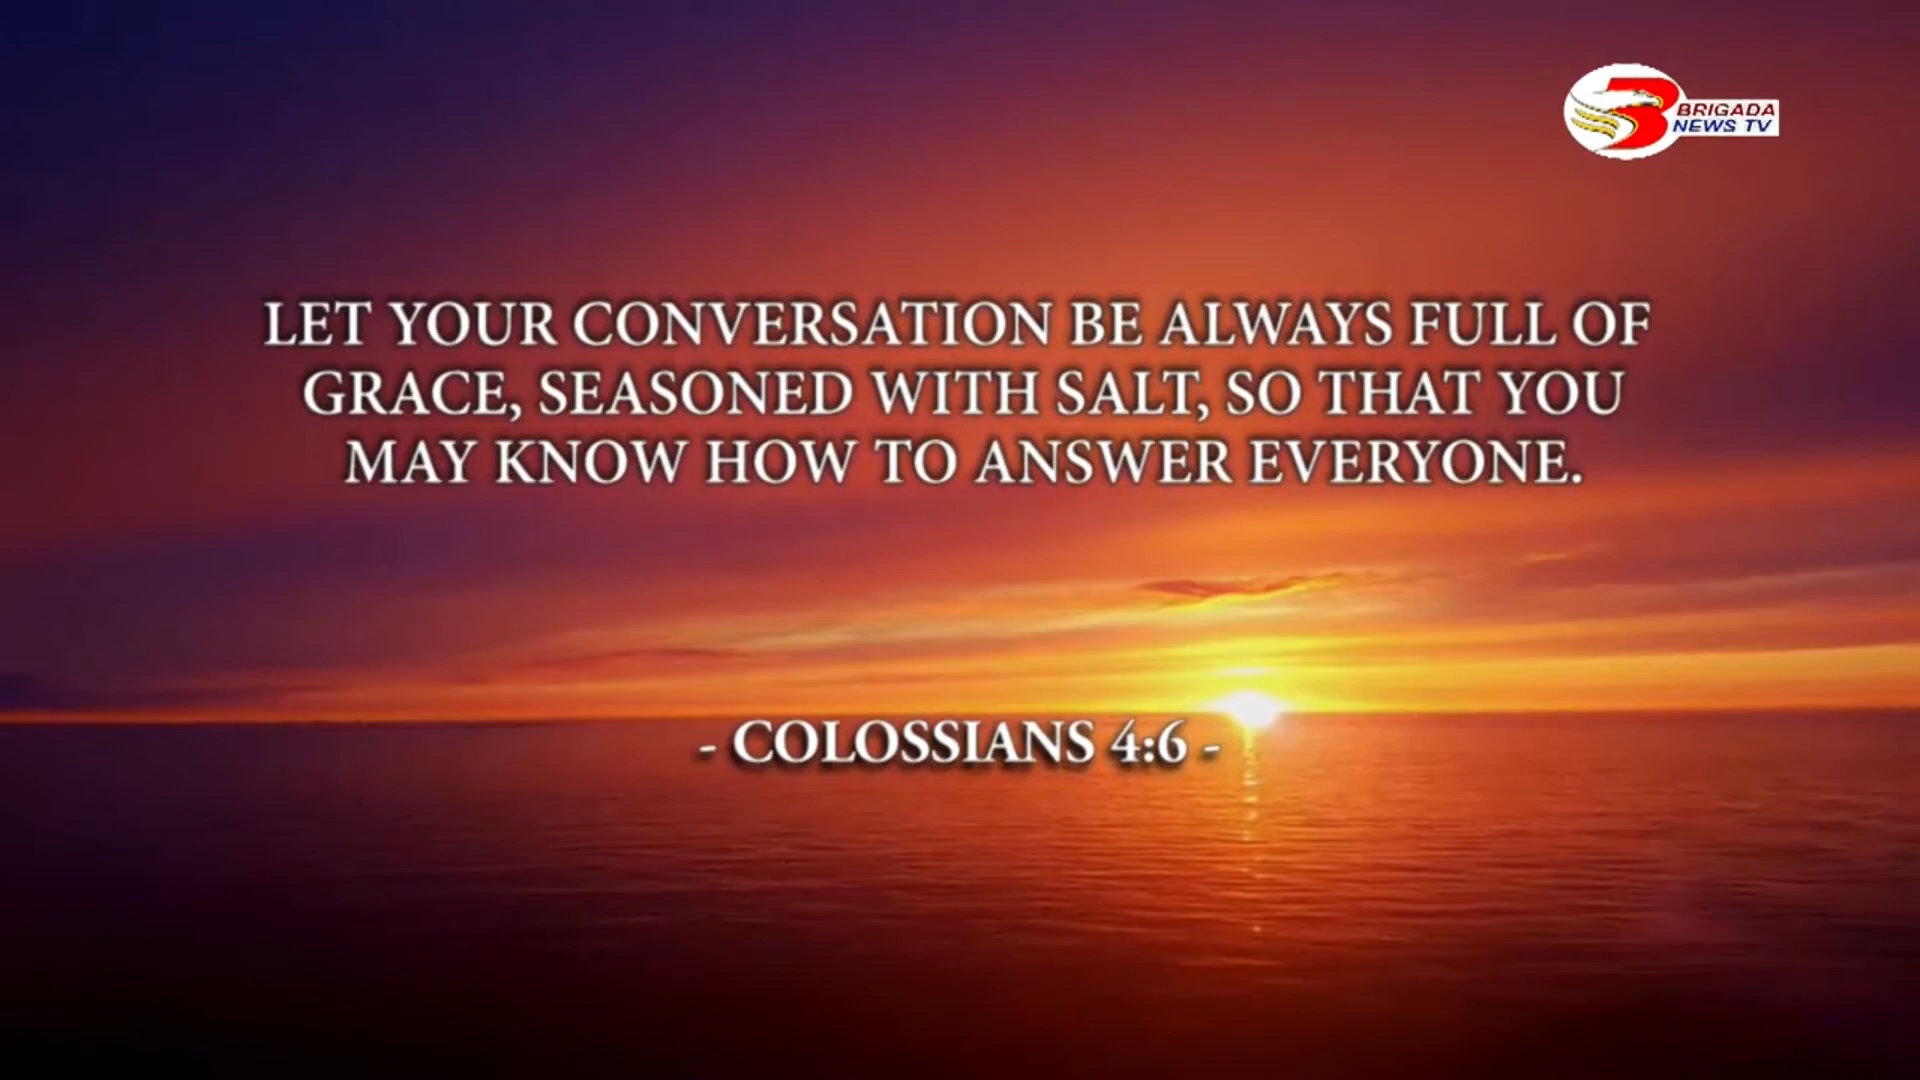 BRIGADA
NEWS TV
LET YOUR CONVERSATION BE ALWAYS FULL OF
GRACE, SEASONED WITH SALT, SO THAT YOU
MAY KNOW HOW TO ANSWER EVERYONE.
- COLOSSIANS 4:6 -